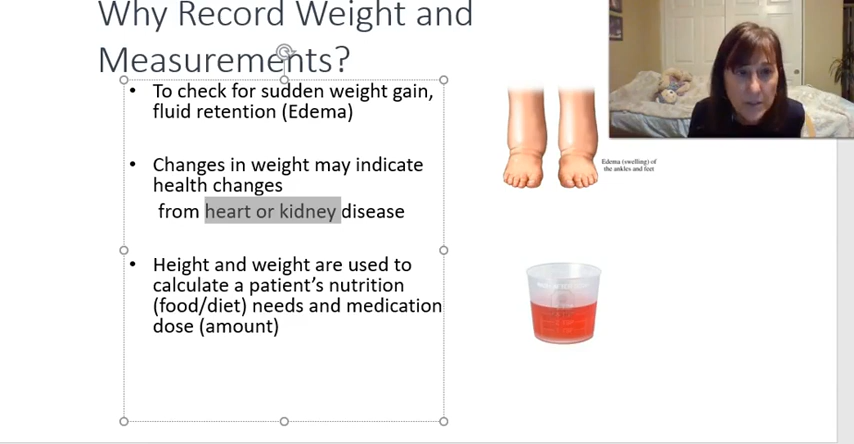 Why Record Weight and
Measurements?
• To check for sudden weight gain,
fluid retention (Edema)
• Changes in weight may indicate
health changes
from heart or kidney disease
• Height and weight are used to
calculate a patient’s nutrition
(food/diet) needs and medication
dose (amount)
Edema (swelling) of
the ankles and feet